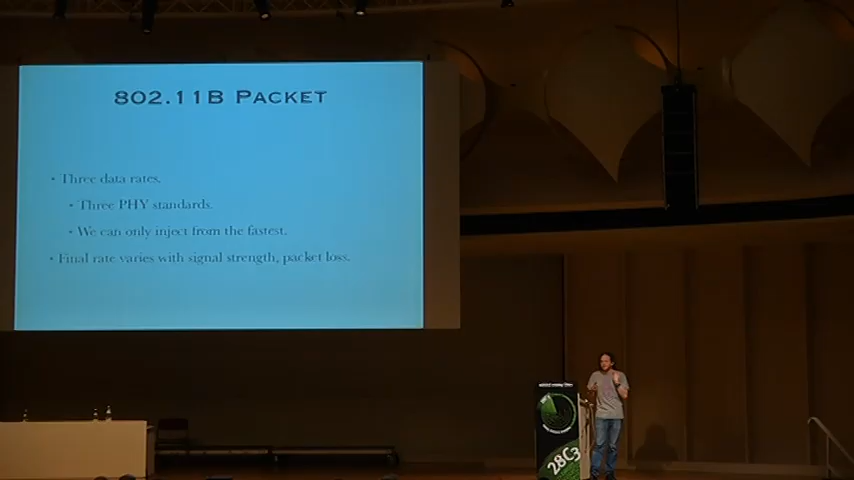 802.11B PACKET
• Three data rates.
• Three PHY standards.
• We can only inject from the fastest.
• Final rate varies with signal strength, packet loss.
28C3